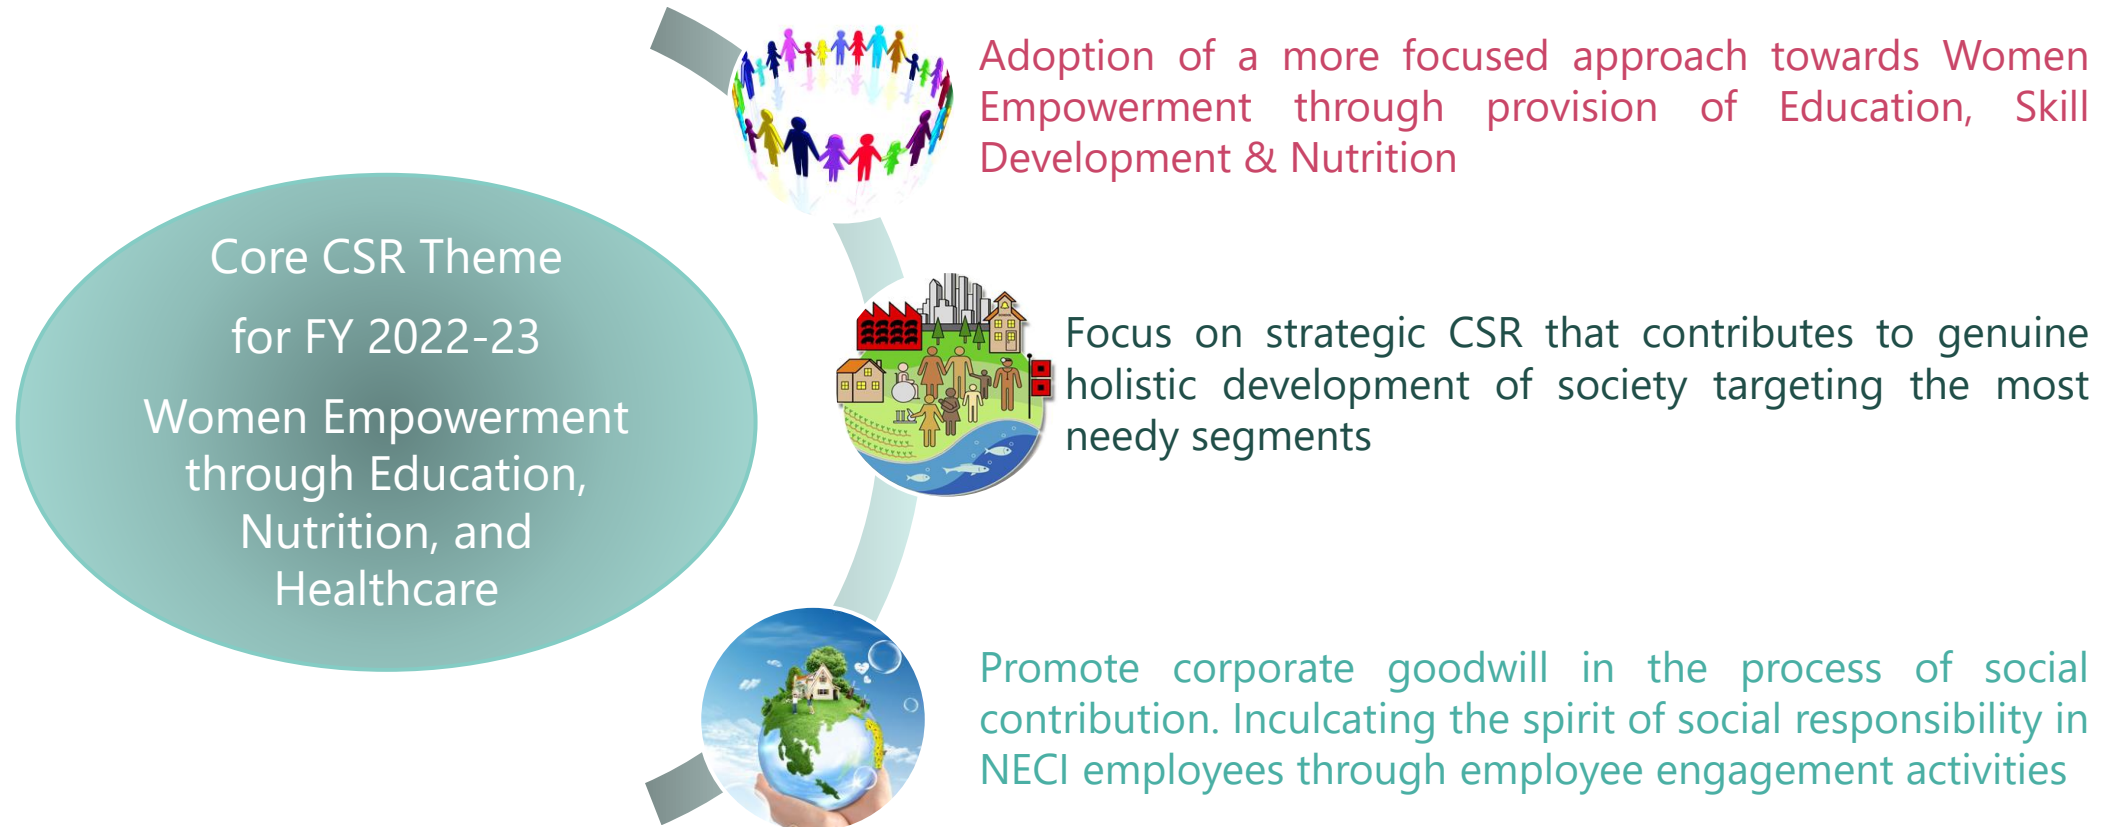 Core CSR Theme
for FY 2022-23
Women Empowerment
through Education,
Nutrition, and
Healthcare
Adoption of a more focused approach towards Women
Empowerment through provision of Education, Skill
Development & Nutrition
Focus on strategic CSR that contributes to genuine
holistic development of society targeting the most
needy segments
Promote corporate goodwill in the process of social
contribution. Inculcating the spirit of social responsibility in
NECI employees through employee engagement activities